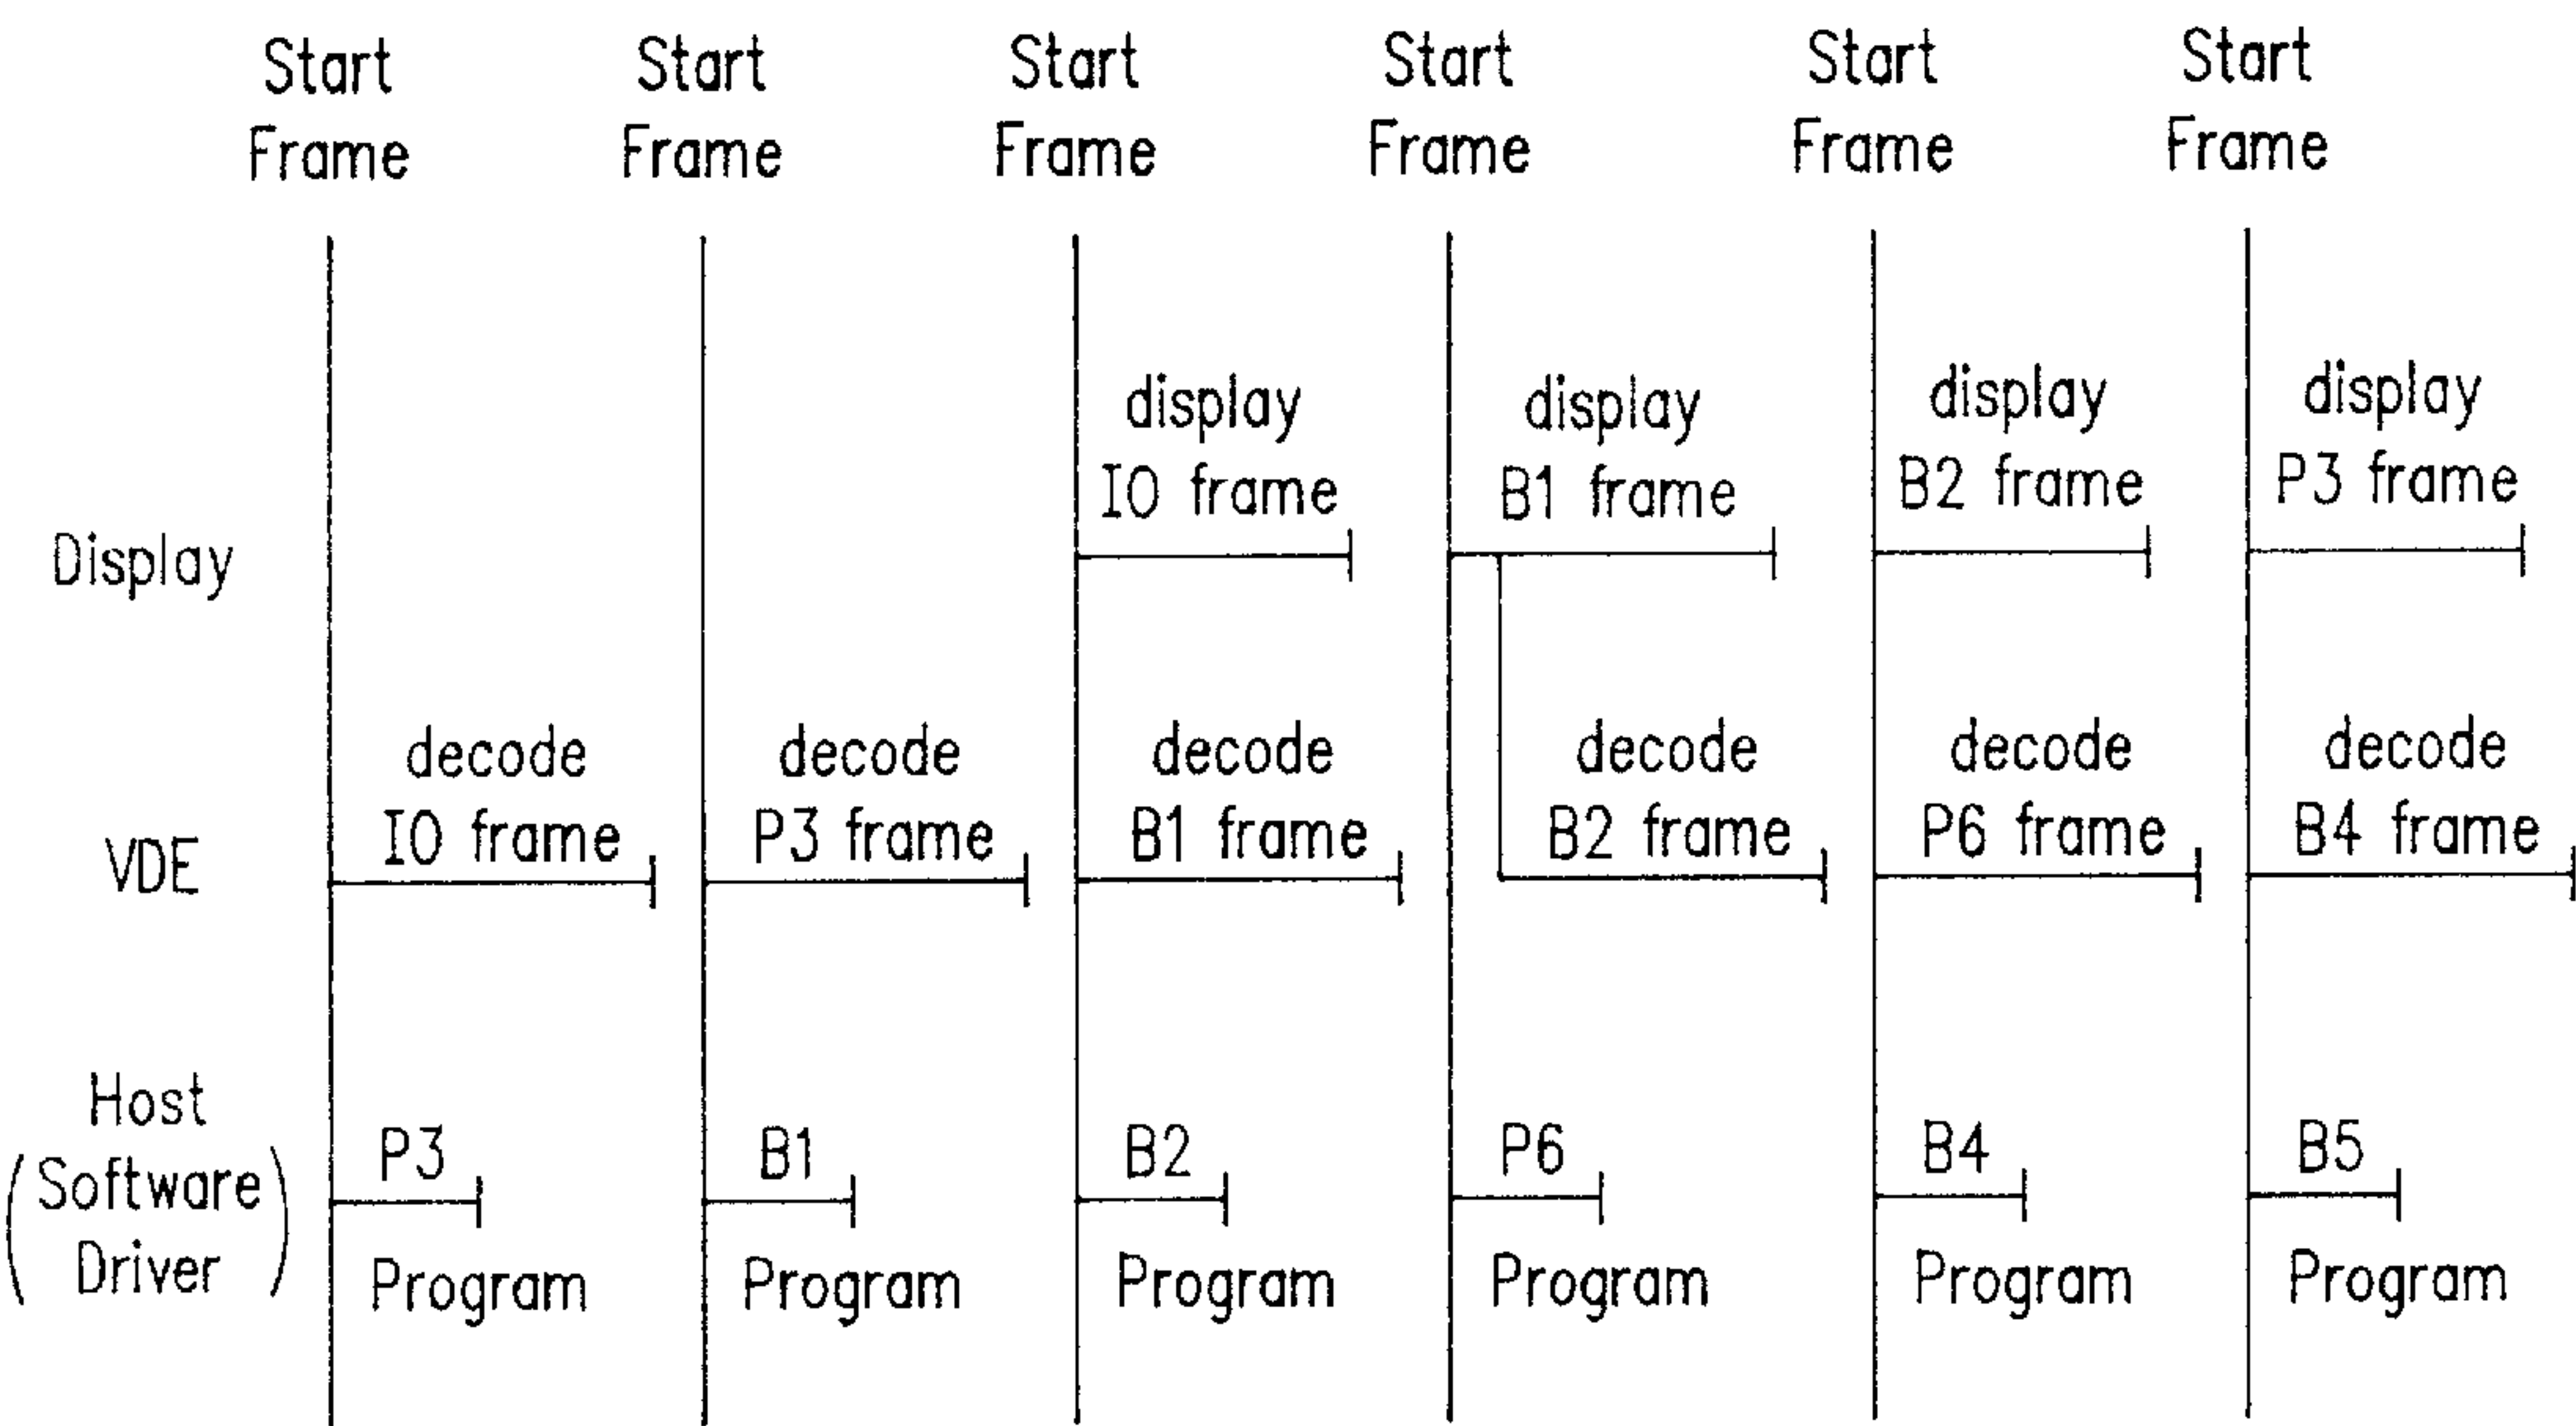 Start
Frame
Start
Frame
Start
Frame
Start
Frame
Start
Frame
Start
Frame
Display
display
IO frame
display
B1 frame
display
B2 frame
display
P3 frame
VDE
decode
IO frame
decode
P3 frame
decode
B1 frame
decode
B2 frame
decode
P6 frame
decode
B4 frame
Host
(Software
Driver)
P3
Program
B1
Program
B2
Program
P6
Program
B4
Program
B5
Program